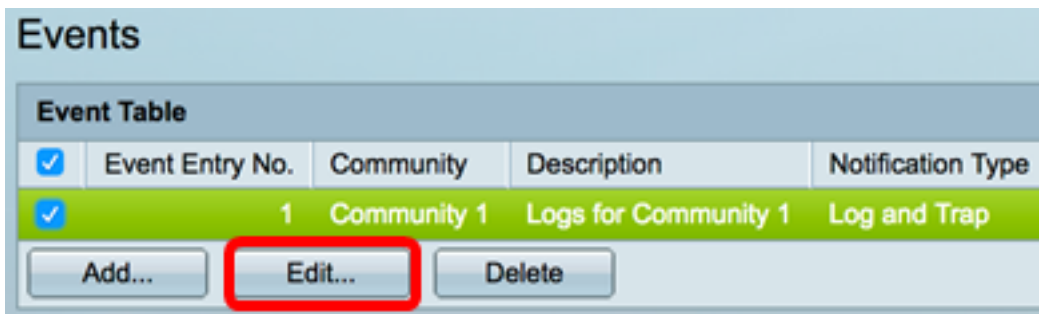 Events
Event Table
Event Entry No. Community Description Notification Type
1 Community 1 Logs for Community 1 Log and Trap
Add... Edit... Delete